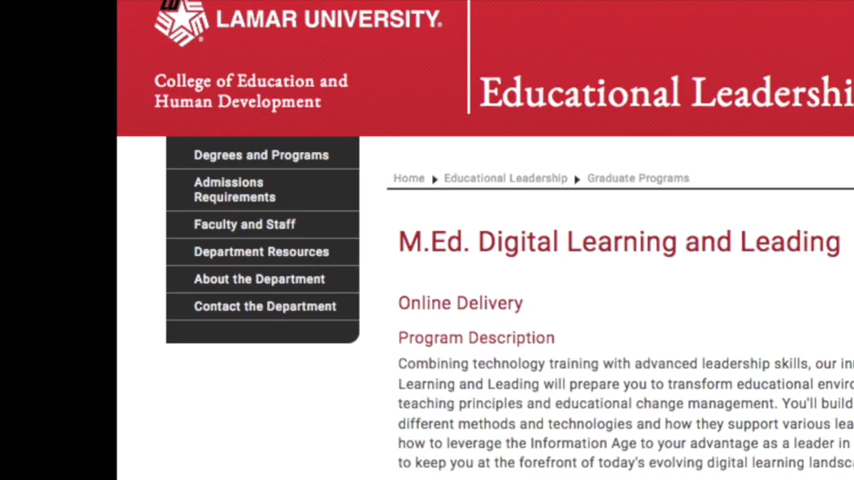 LAMAR UNIVERSITY.
College of Education and
Human Development
Educational
Degrees and Programs
Admissions
Requirements
Faculty and Staff
Department Resources
About the Department
Contact the Department
Home Educational Leadership Graduate Programs
M.Ed. Digital Learning and Leading
Online Delivery
Program Description
Combining technology training with advanced leadership skills, our
Learning and Leading will prepare you to transform educational
teaching principles and educational change management. You'll build
different methods and technologies and how they support various
how to leverage the Information Age to your advantage as a leader in
to keep you at the forefront of today's evolving digital learning